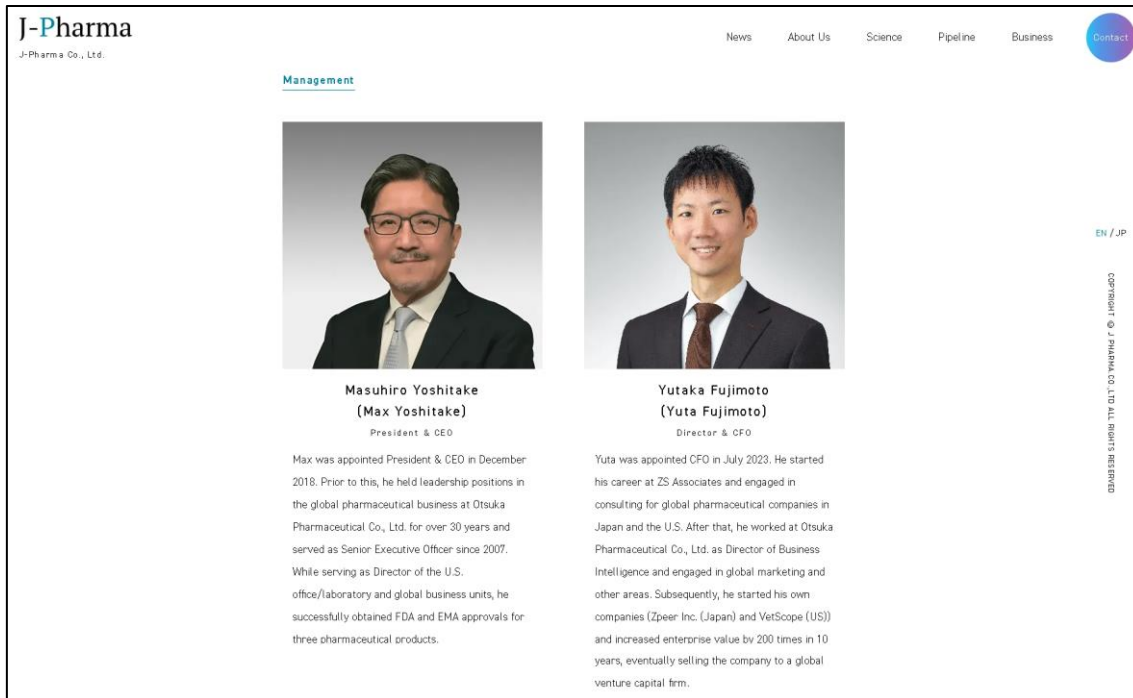 J-Pharma
J-Pharma Co., Ltd.
News About Us Science Pipeline Business Contact
Management
Masuhiro Yoshitake
(Max Yoshitake)
President & CEO
Max was appointed President & CEO in December
2018. Prior to this, he held leadership positions in
the global pharmaceutical business at Otsuka
Pharmaceutical Co., Ltd. for over 30 years and
served as Senior Executive Officer since 2007.
While serving as Director of the U.S.
office/laboratory and global business units, he
successfully obtained FDA and EMA approvals for
three pharmaceutical products.
Yutaka Fujimoto
(Yuta Fujimoto)
Director & CFO
Yuta was appointed CFO in July 2023. He started
his career at ZS Associates and engaged in
consulting for global pharmaceutical companies in
Japan and the U.S. After that, he worked at Otsuka
Pharmaceutical Co., Ltd. as Director of Business
Intelligence and engaged in global marketing and
other areas. Subsequently, he started his own
companies (Zpeer Inc. (Japan) and VetScope (US))
and increased enterprise value by 200 times in 10
years, eventually selling the company to a global
venture capital firm.
EN / JP
COPYRIGHT @ J PHARMA CO.,LTD ALL RIGHTS RESERVED